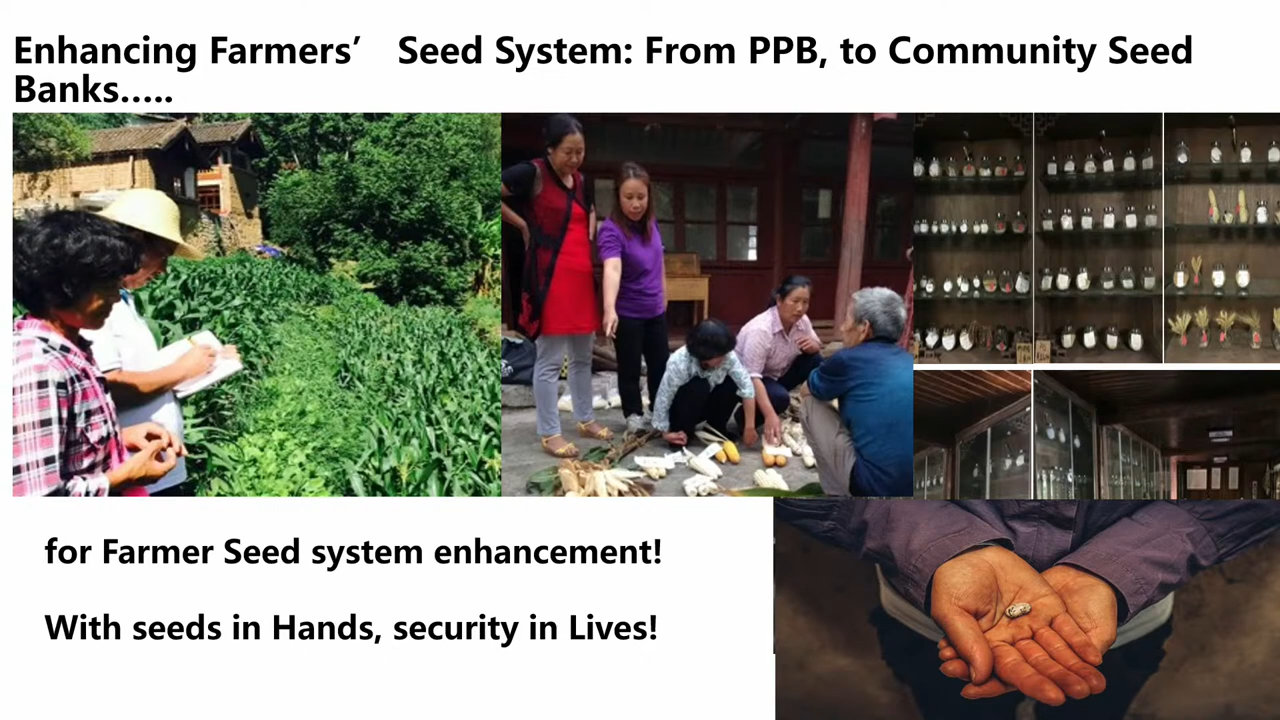 Enhancing Farmers’ Seed System: From PPB, to Community Seed
Banks…..
for Farmer Seed system enhancement!
With seeds in Hands, security in Lives!